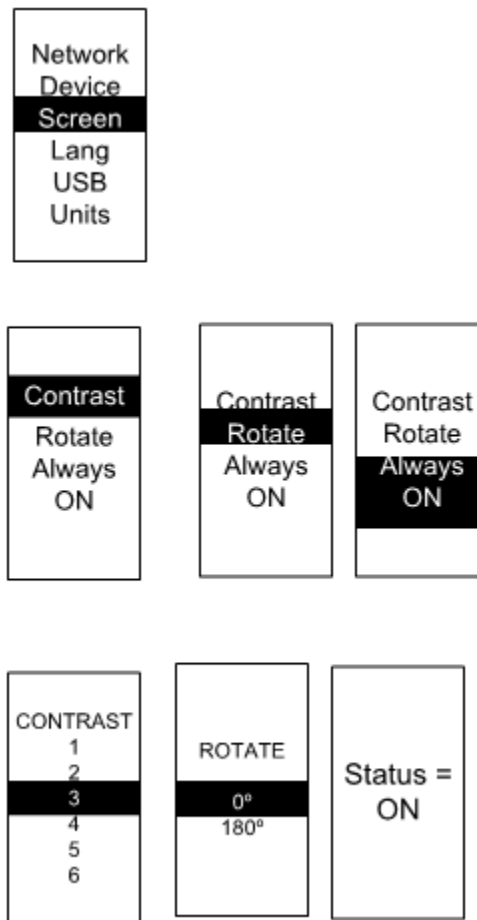 Network
Device
Screen
Lang
USB
Units
Contrast
Rotate
Always
ON
Contrast
Rotate
Always
ON
Contrast
Rotate
Always
ON
CONTRAST
1
2
3
4
5
6
ROTATE
0º
180º
Status =
ON